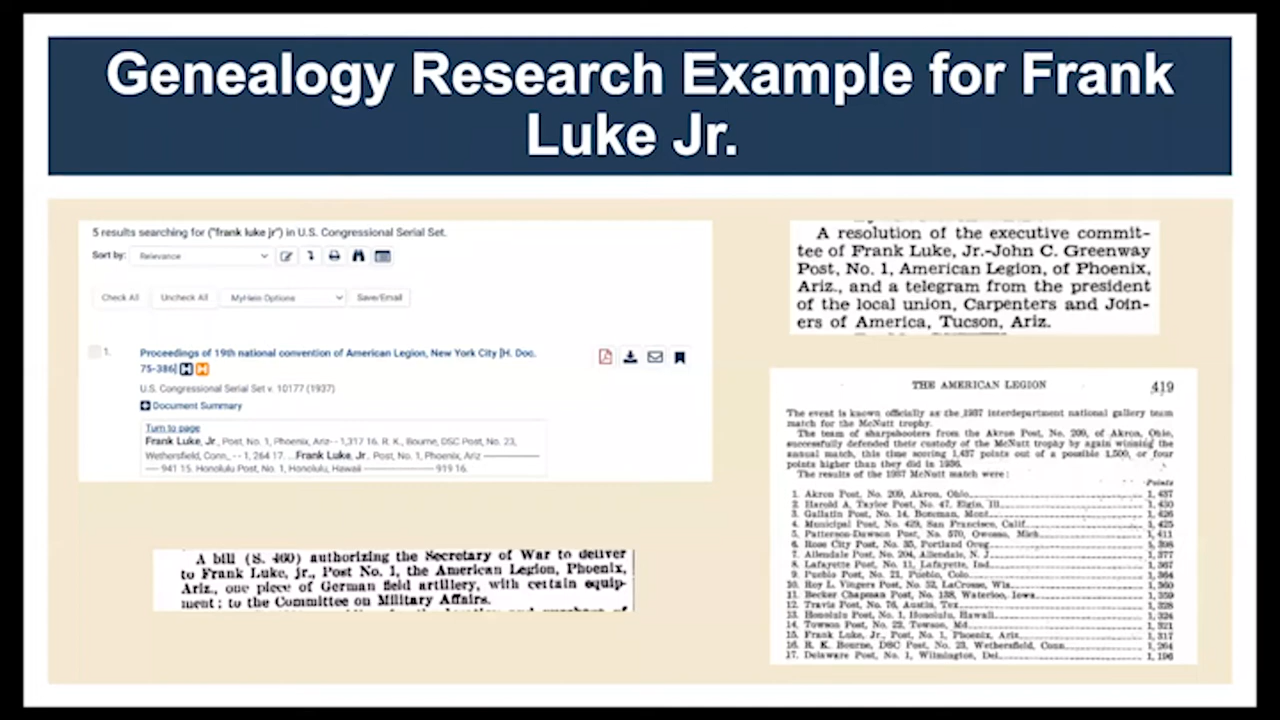 Genealogy Research Example for Frank
Luke Jr.
5 results searching for ("frank luke jr") in U.S. Congressional Serial Set.
Sort by: Relevance
Check All Uncheck All MyHein Options Save/Email
1. Proceedings of 19th national convention of American Legion, New York City [H. Doc.
75-386]
U.S. Congressional Serial Set v. 10177 (1937)
Document Summary
Turn to page
Frank Luke, Jr., Post, No. 1, Phoenix, Ariz-- 1,317 16. R. K., Bourne, DSC Post, No. 23,
Wethersfield, Conn,_ -- 1, 264 17. ...Frank Luke, Jr. Post, No. 1, Phoenix, Ariz
941 15. Honolulu Post, No. 1, Honolulu, Hawaii 919 16.
A bill (S. 460) authorizing the Secretary of War to deliver
to Frank Luke, Jr., Post No. 1, the American Legion, Phoenix,
Ariz., one piece of German field artillery, with certain equip-
ment; to the Committee on Military Affairs.
A resolution of the executive commit-
tee of Frank Luke, Jr.-John C. Greenway
Post, No. 1, American Legion, of Phoenix,
Ariz., and a telegram from the president
of the local union, Carpenters and Join-
ers of America, Tucson, Ariz.
THE AMERICAN LEGION 419
The event is known officially as the 1937 interdepartment national gallery team
match for the McNutt trophy.
The team of sharpshooters from the Akron Post, No. 209, of Akron, Ohio,
successfully defended their custody of the McNutt trophy by again winning the
annual match, this time scoring 1,437 points out of a possible 1,500, or four
points higher than they did in 1936.
The results of the 1937 McNutt match were:
Points
1. Akron Post, No. 209, Akron, Ohio 1,437
2. Harold A. Taylor Post, No. 47, Elgin, Ill 1,430
3. Gallatin Post, No. 14, Bozeman, Mont 1,426
4. Municipal Post, No. 429, San Francisco, Calif 1,425
5. Patterson-Dawson Post, No. 570, Owosso, Mich 1,411
6. Rose City Post, No. 35, Portland Oreg 1,398
7. Allendale Post, No. 204, Allendale, N. J 1,377
8. Lafayette Post, No. 11, Lafayette, Ind 1,367
9. Pueblo Post, No. 21, Pueblo, Colo 1,364
10. Roy L. Vingers Post, No. 52, LaCrosse, Wis 1,360
11. Becker Chapman Post, No. 138, Waterloo, Iowa 1,359
12. Travis Post, No. 76, Austin, Tex 1,328
13. Honolulu Post, No. 1, Honolulu, Hawaii 1,324
14. Towson Post, No. 22, Towson, Md 1,321
15. Frank Luke, Jr., Post, No. 1, Phoenix, Ariz 1,317
16. R. K. Bourne, DSC Post, No. 23, Wethersfield, Conn 1,264
17. Delaware Post, No. 1, Wilmington, Del 1,196